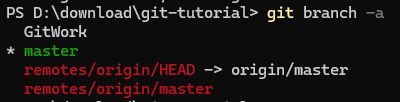 PS D:\download\git-tutorial> git branch -a
  GitWork
* master
  remotes/origin/HEAD -> origin/master
  remotes/origin/master